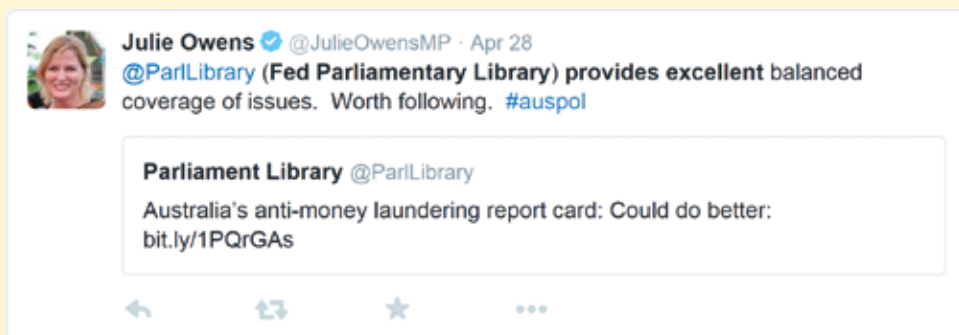 Julie Owens @JulieOwensMP · Apr 28
@ParlLibrary (Fed Parliamentary Library) provides excellent balanced
coverage of issues.  Worth following.  #auspol
Parliament Library @ParlLibrary
Australia's anti-money laundering report card: Could do better:
bit.ly/1PQrGAs